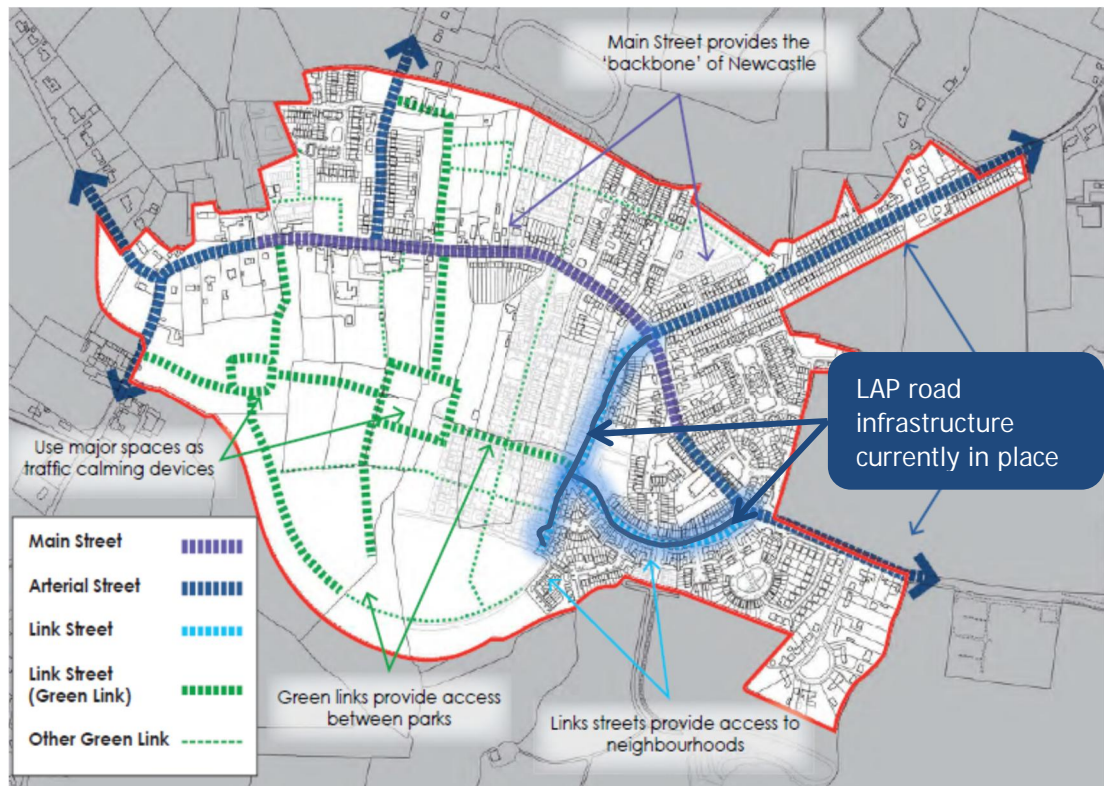 Main Street provides the
'backbone' of Newcastle
LAP road
infrastructure
currently in place
Use major spaces as
traffic calming devices
Main Street
Arterial Street
Link Street
Link Street
(Green Link)
Other Green Link
Green links provide access
between parks
Links streets provide access to
neighbourhoods